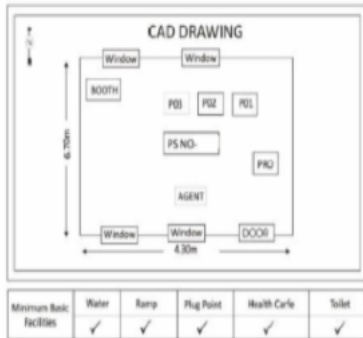 CAD DRAWING
Window Window
BOOTH
P03 P02 P01
PS NO-
PRO
AGENT
6.70m
Window Window DOOR
4.30m
Minimum Basic Facilities Water Ramp Plug Point Health Carfe Toilet
✓ ✓ ✓ ✓ ✓